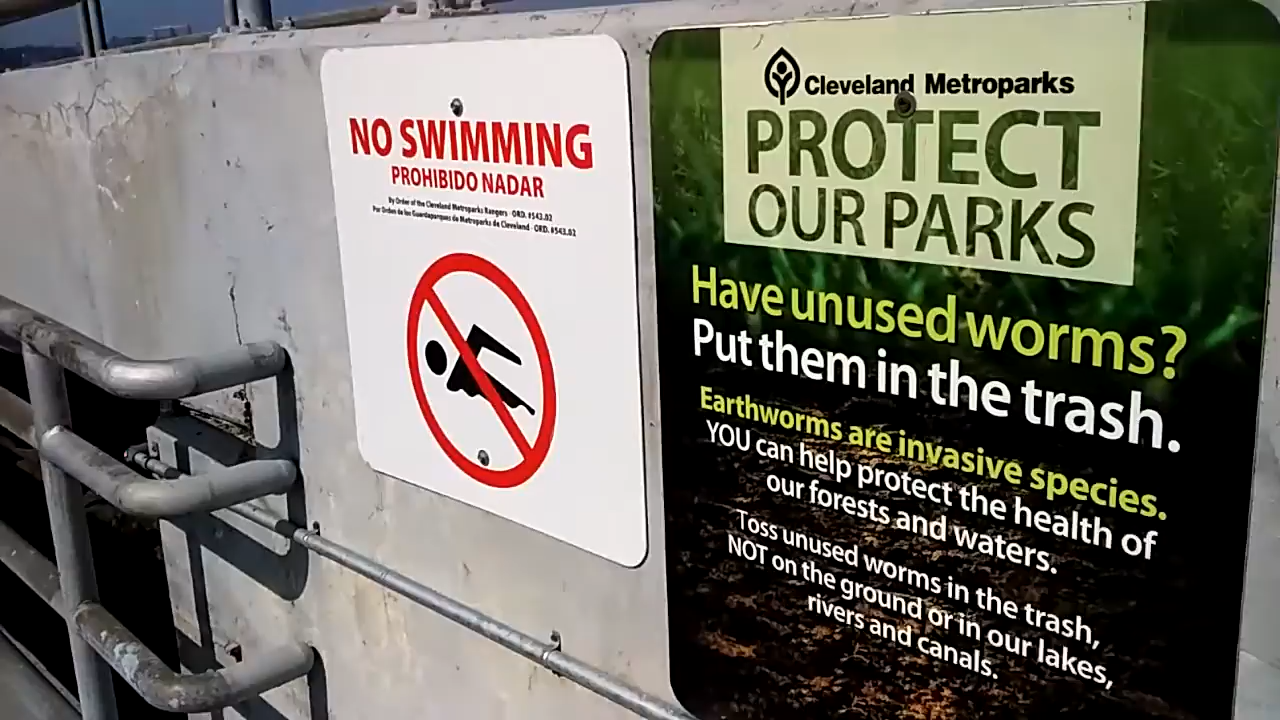 NO SWIMMING
PROHIBIDO NADAR
By Order of the Cleveland Metroparks Rangers - ORD. #543.02
Por Orden de los Guardaparques de Metroparks de Cleveland - ORD. #543.02
Cleveland Metroparks
PROTECT
OUR PARKS
Have unused worms?
Put them in the trash.
Earthworms are invasive species.
YOU can help protect the health of
our forests and waters.
Toss unused worms in the trash,
NOT on the ground or in our lakes,
rivers and canals.